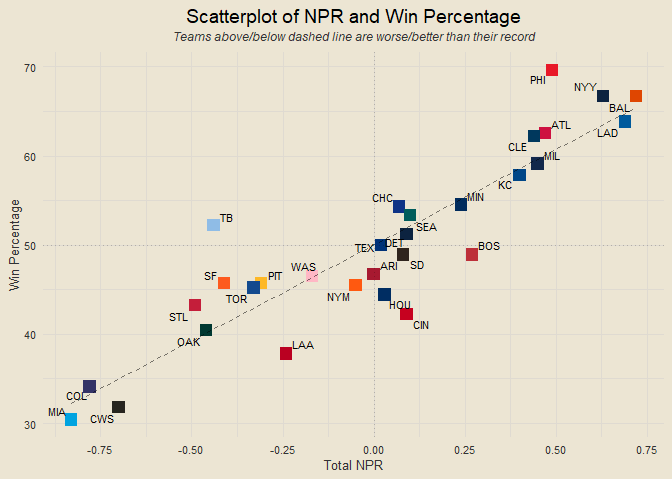 Scatterplot of NPR and Win Percentage
Teams above/below dashed line are worse/better than their record
70
PHI
NYY
BAL
LAD
60
ATL
CLE
MIL
KC
MIN
CHC
TB
SEA
50
TEX
DET
BOS
WAS
ARI
SD
SF
PIT
TOR
NYM
HOU
STL
CIN
40
OAK
LAA
COL
MIA
CWS
30
Win Percentage
-0.75
-0.50
-0.25
0.00
0.25
0.50
0.75
Total NPR